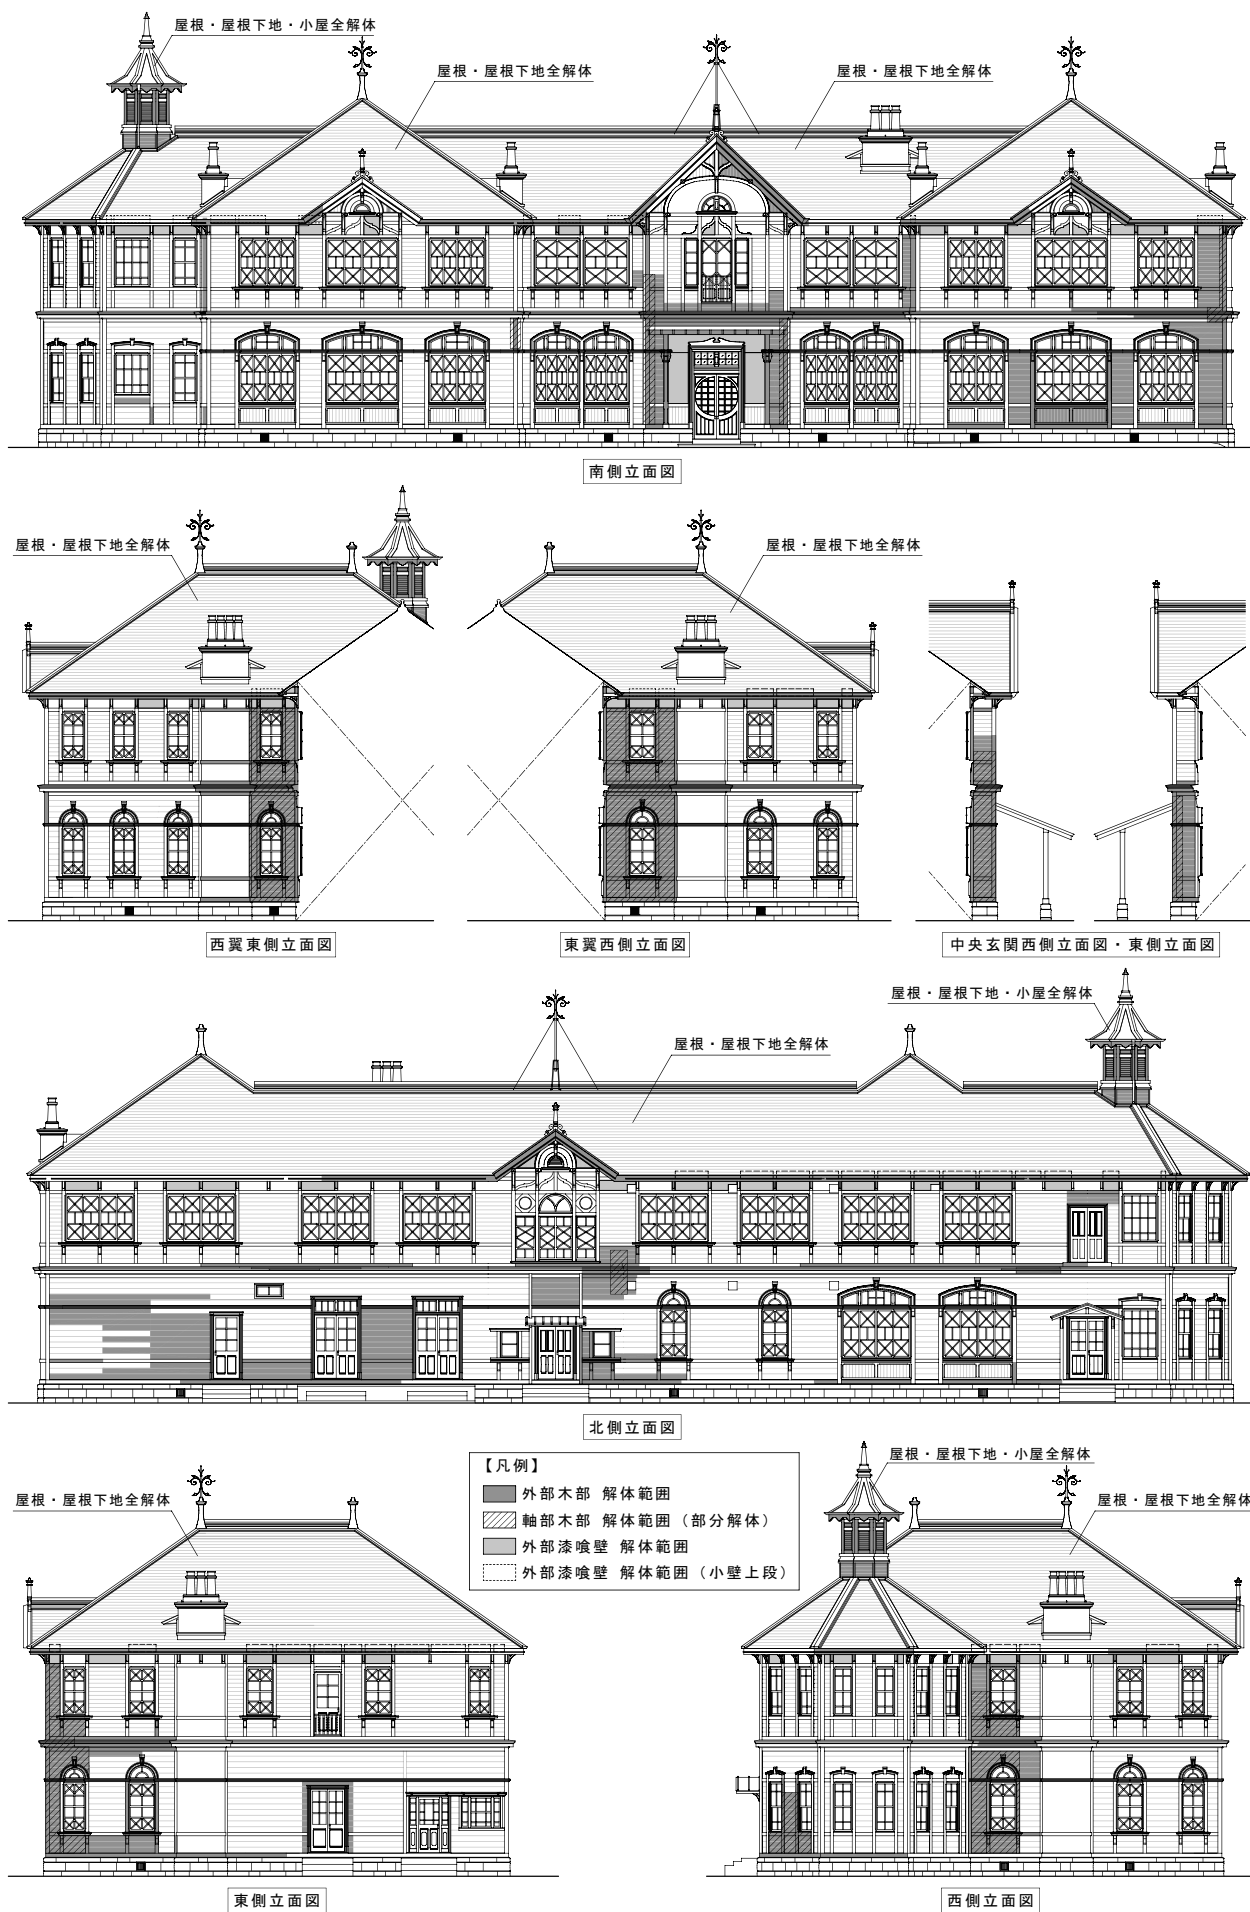 屋根・屋根下地・小屋全解体
屋根・屋根下地全解体
屋根・屋根下地全解体
南側立面図
屋根・屋根下地全解体
屋根・屋根下地全解体
西翼東側立面図
東翼西側立面図
中央玄関西側立面図・東側立面図
屋根・屋根下地・小屋全解体
屋根・屋根下地全解体
北側立面図
【凡例】
外部木部 解体範囲
軸部木部 解体範囲（部分解体）
外部漆喰壁 解体範囲
外部漆喰壁 解体範囲（小壁上段）
屋根・屋根下地全解体
屋根・屋根下地・小屋全解体
屋根・屋根下地全解体
東側立面図
西側立面図